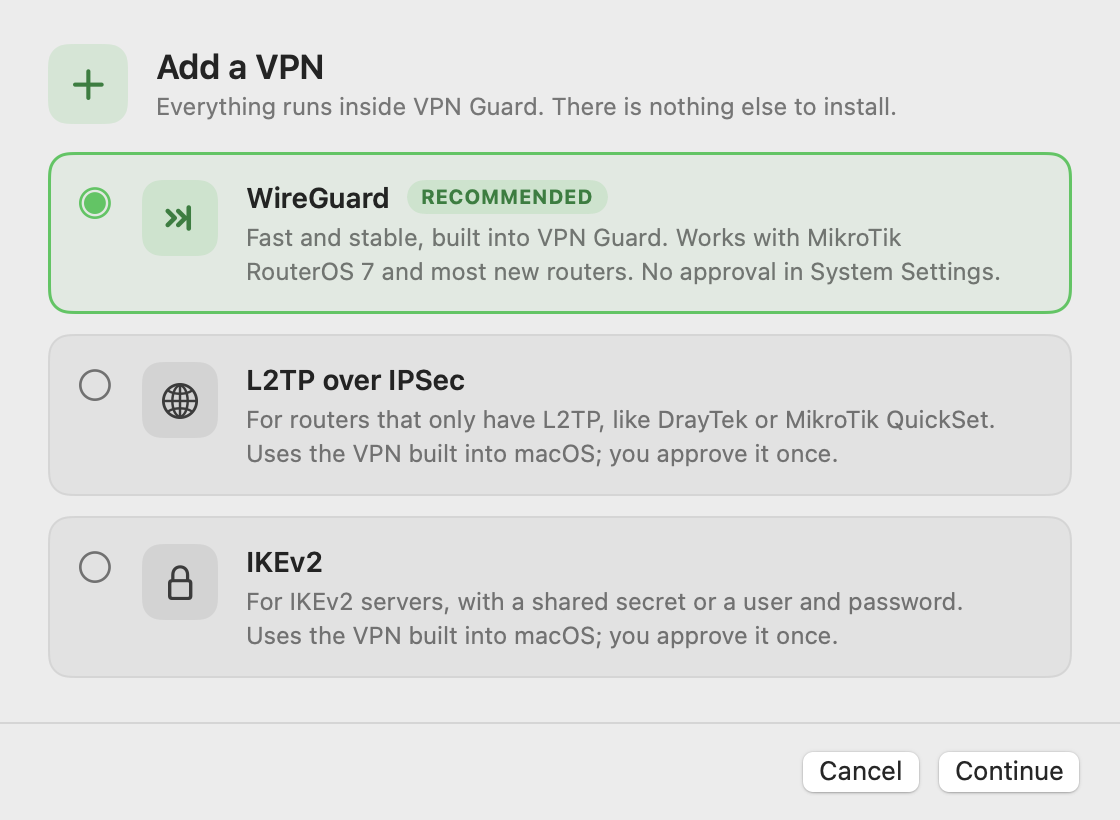 Add a VPN
Everything runs inside VPN Guard. There is nothing else to install.
WireGuard RECOMMENDED
Fast and stable, built into VPN Guard. Works with MikroTik
RouterOS 7 and most new routers. No approval in System Settings.
L2TP over IPSec
For routers that only have L2TP, like DrayTek or MikroTik QuickSet.
Uses the VPN built into macOS; you approve it once.
IKEv2
For IKEv2 servers, with a shared secret or a user and password.
Uses the VPN built into macOS; you approve it once.
Cancel Continue